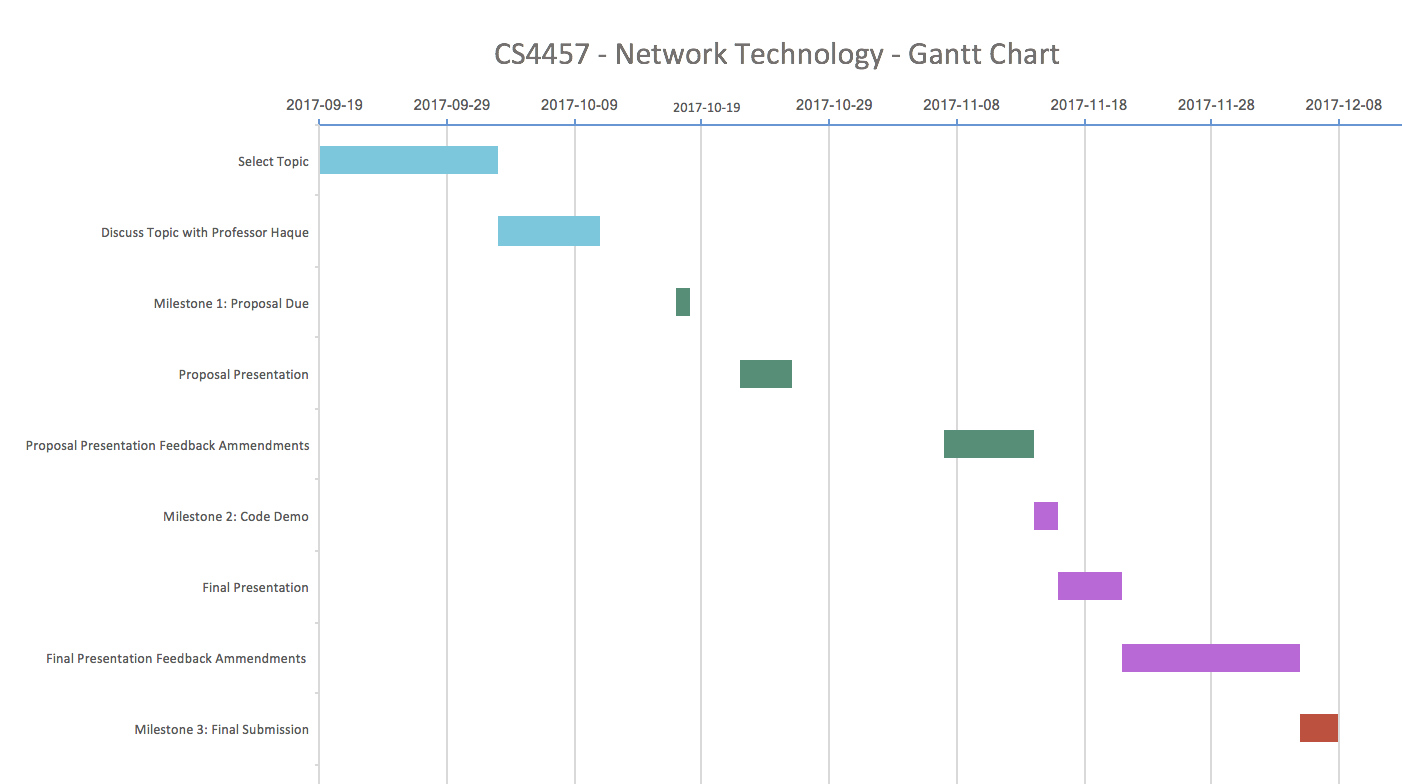 CS4457 - Network Technology - Gantt Chart
2017-09-19 2017-09-29 2017-10-09 2017-10-19 2017-10-29 2017-11-08 2017-11-18 2017-11-28 2017-12-08
Select Topic
Discuss Topic with Professor Haque
Milestone 1: Proposal Due
Proposal Presentation
Proposal Presentation Feedback Ammendments
Milestone 2: Code Demo
Final Presentation
Final Presentation Feedback Ammendments
Milestone 3: Final Submission